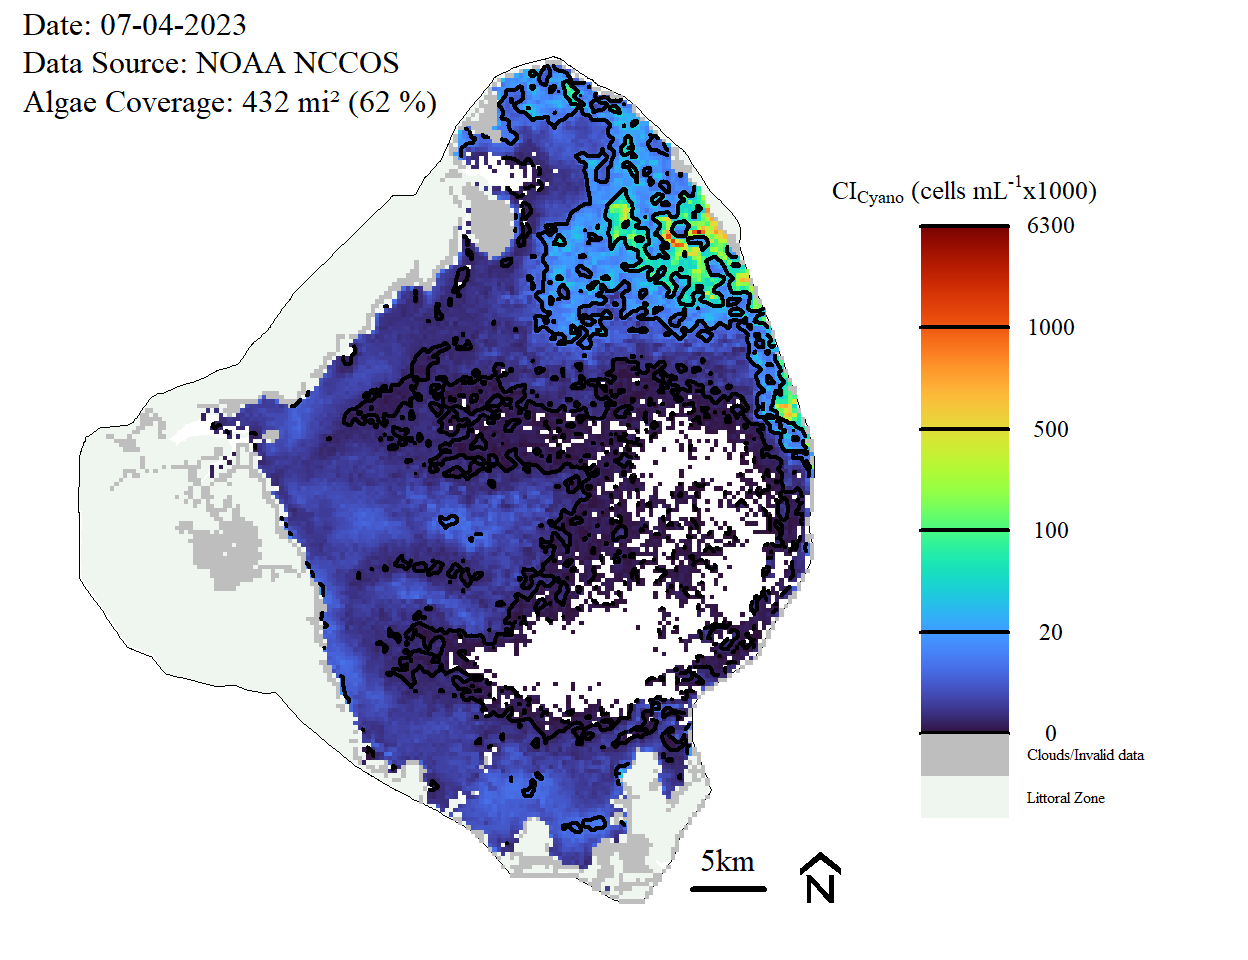 Date: 07-04-2023
Data Source: NOAA NCCOS
Algae Coverage: 432 mi² (62 %)
CICyano (cells mL-1x1000)
6300
1000
500
100
20
0
Clouds/Invalid data
Littoral Zone
5km
N